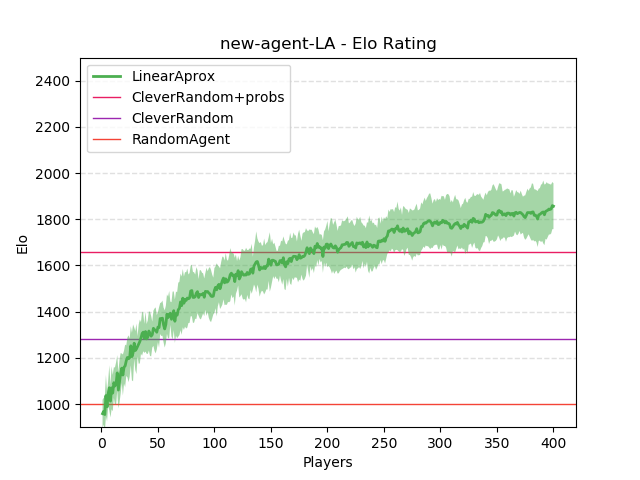 new-agent-LA - Elo Rating
LinearAprox
CleverRandom+probs
CleverRandom
RandomAgent
2400
2200
2000
1800
1600
1400
1200
1000
Elo
0 50 100 150 200 250 300 350 400
Players